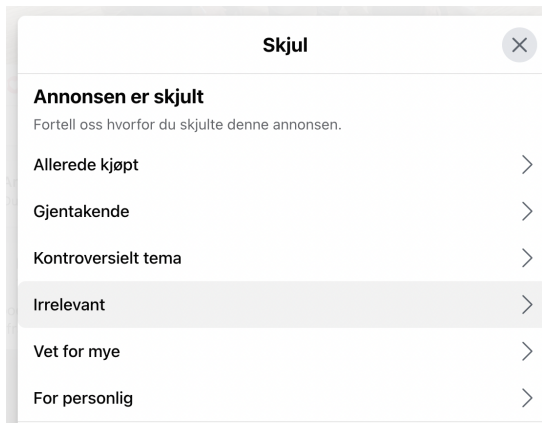 Skjul
Annonsen er skjult
Fortell oss hvorfor du skjulte denne annonsen.
Allerede kjøpt
Gjentakende
Kontroversielt tema
Irrelevant
Vet for mye
For personlig